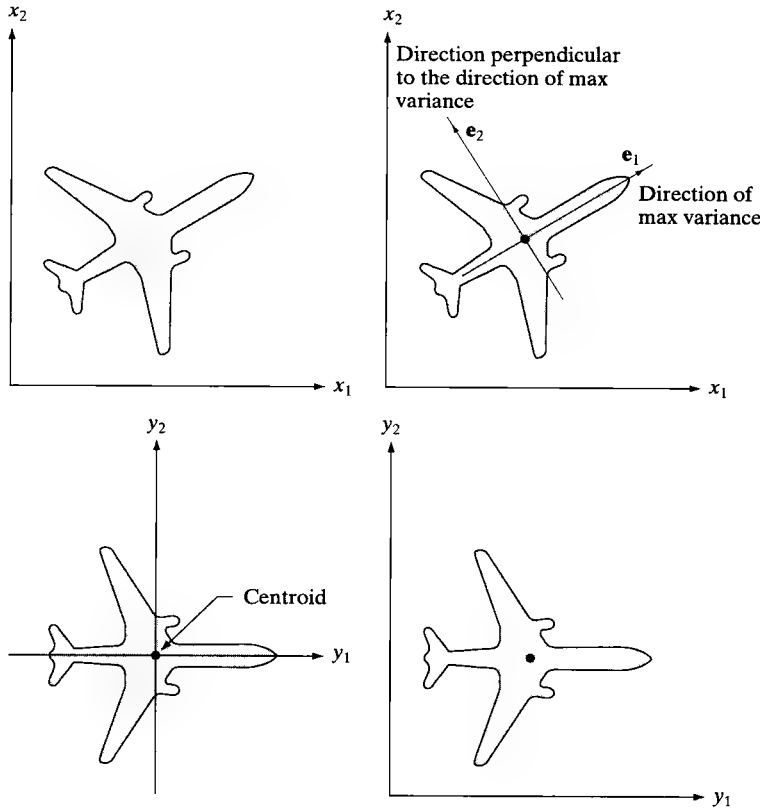 x₂
x₁
x₂
Direction perpendicular
to the direction of max
variance
e₂
e₁
Direction of
max variance
x₁
y₂
Centroid
y₁
y₂
y₁